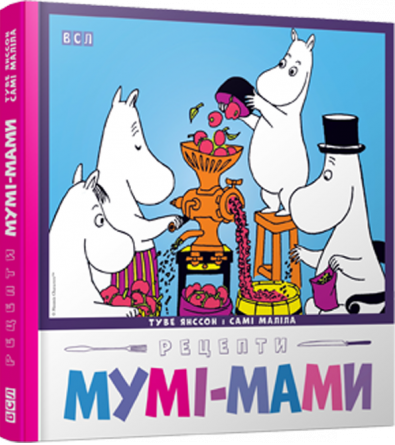 ТУВЕ ЯНССОН
САМІ МАЛІЛА
РЕЦЕПТИ МУМІ-МАМИ
ВСЛ
ВСЛ
ТУВЕ ЯНССОН І САМІ МАЛІЛА
РЕЦЕПТИ
МУМІ-МАМИ